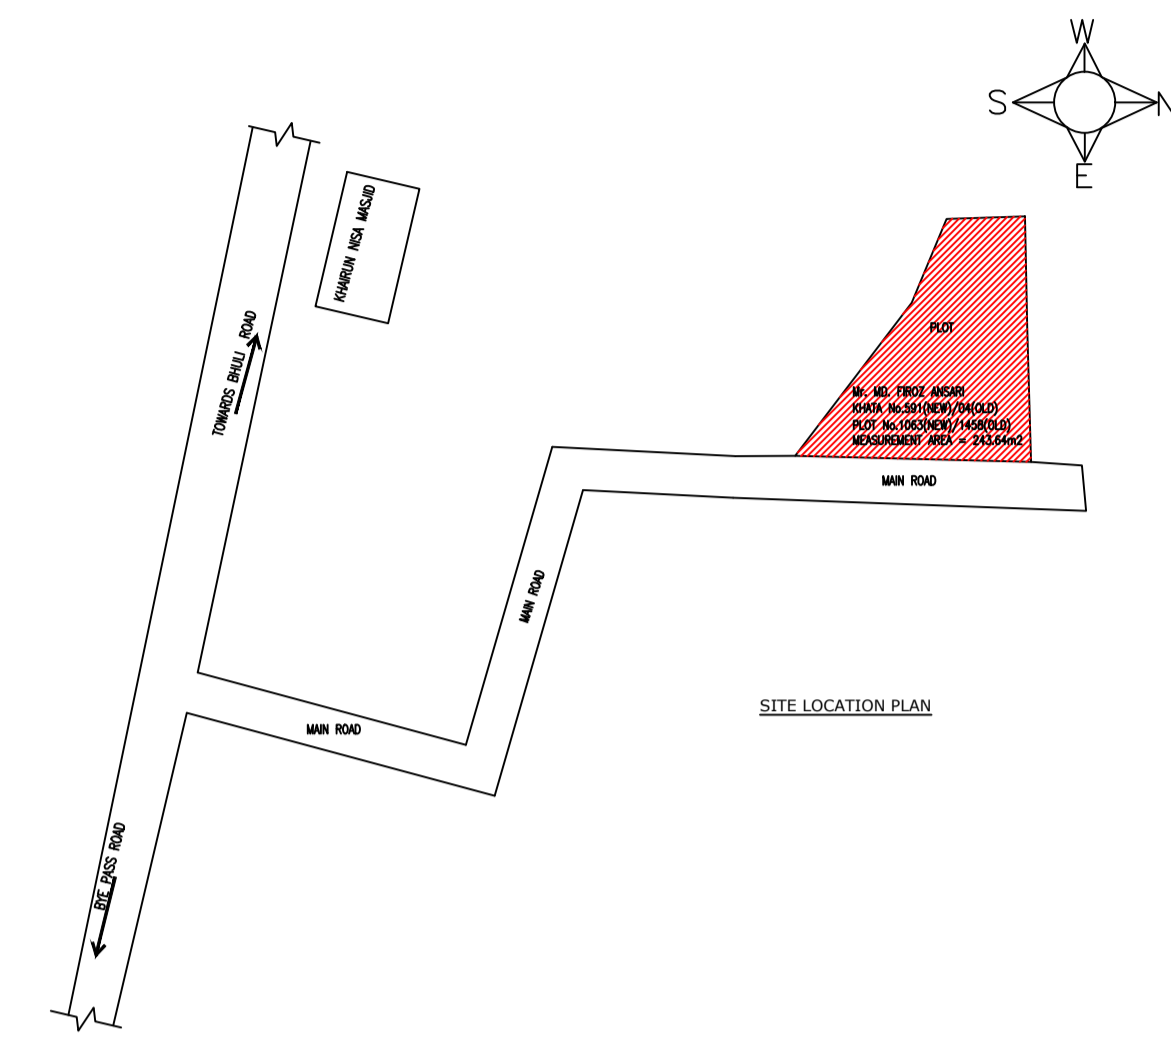 W
S
N
E
KHAIRUN NISA MASJID
TOWARDS BHULI ROAD
PLOT
Mr. MD. FIROZ ANSARI
KHATA No.591(NEW)/04(OLD)
PLOT No.1063(NEW)/1458(OLD)
MEASUREMENT AREA = 243.64m2
MAIN ROAD
MAIN ROAD
SITE LOCATION PLAN
MAIN ROAD
BYE PASS ROAD